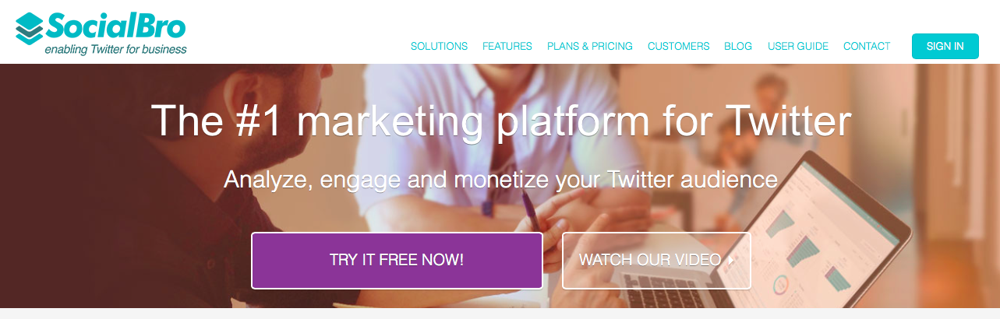 SocialBro
enabling Twitter for business
SOLUTIONS FEATURES PLANS & PRICING CUSTOMERS BLOG USER GUIDE CONTACT SIGN IN
The #1 marketing platform for Twitter
Analyze, engage and monetize your Twitter audience
TRY IT FREE NOW! WATCH OUR VIDEO